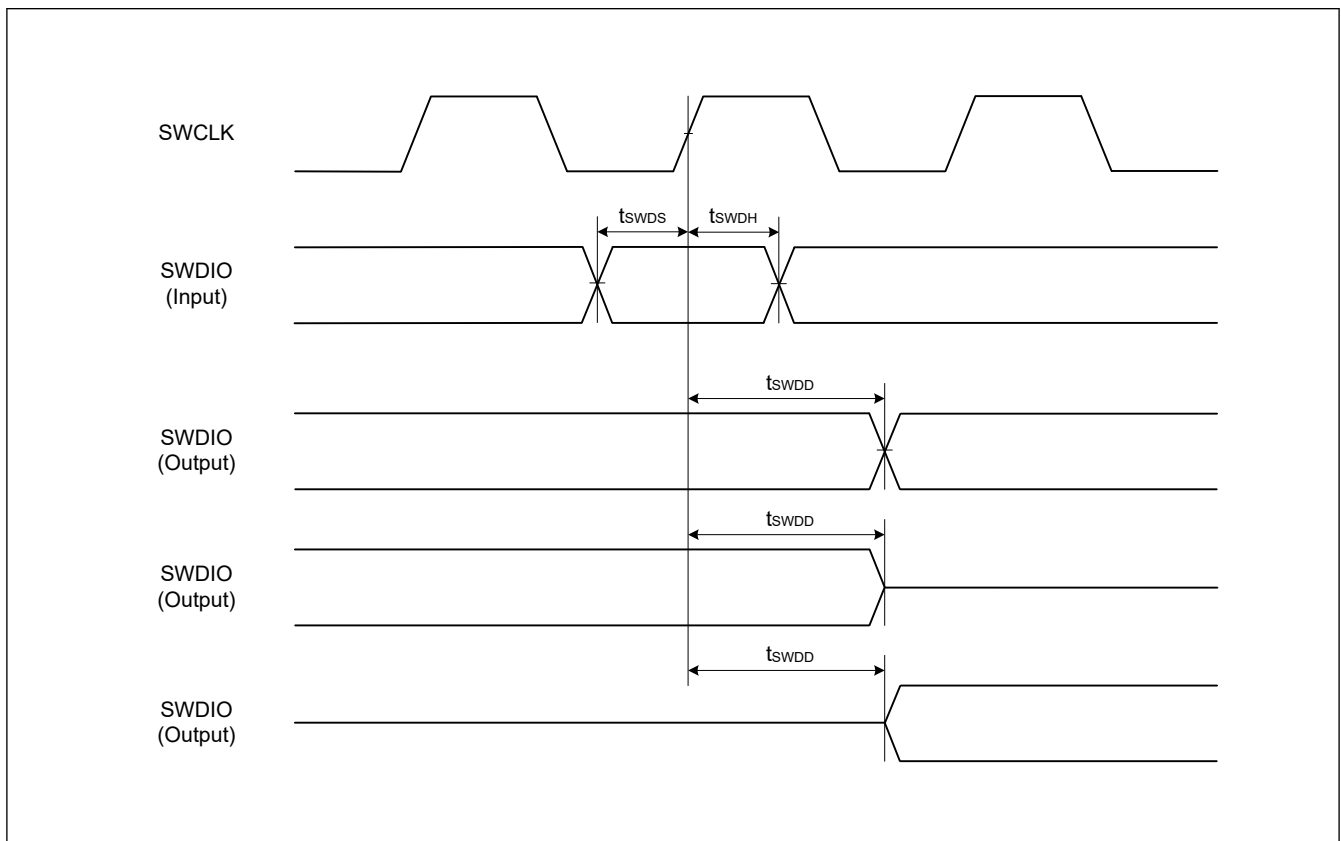 SWCLK
tSWDS
tSWDH
SWDIO
(Input)
tSWDD
SWDIO
(Output)
tSWDD
SWDIO
(Output)
tSWDD
SWDIO
(Output)